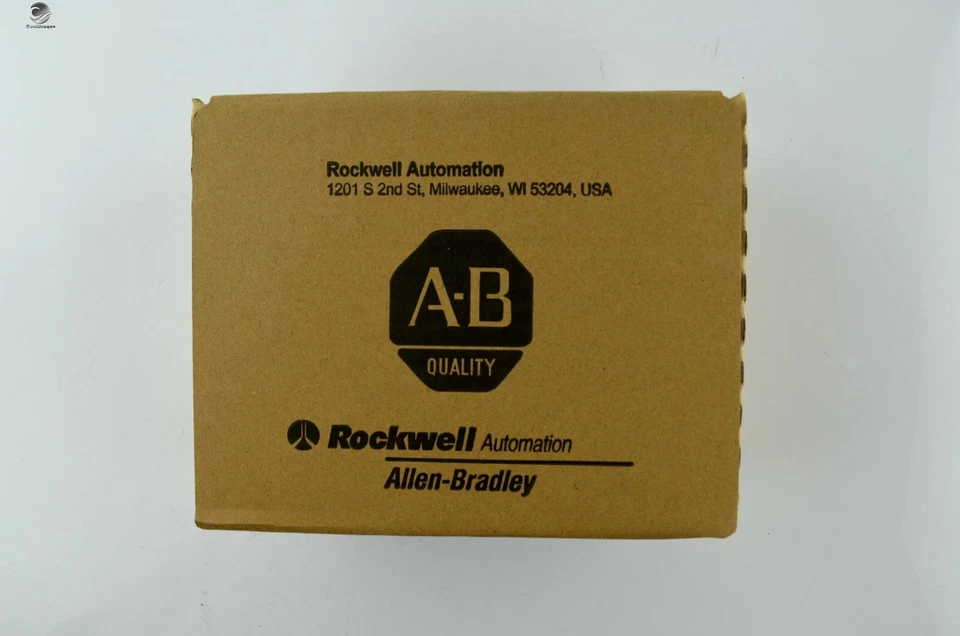 Rockwell Automation
1201 S 2nd St, Milwaukee, WI 53204, USA
A-B
QUALITY
Rockwell Automation
Allen-Bradley